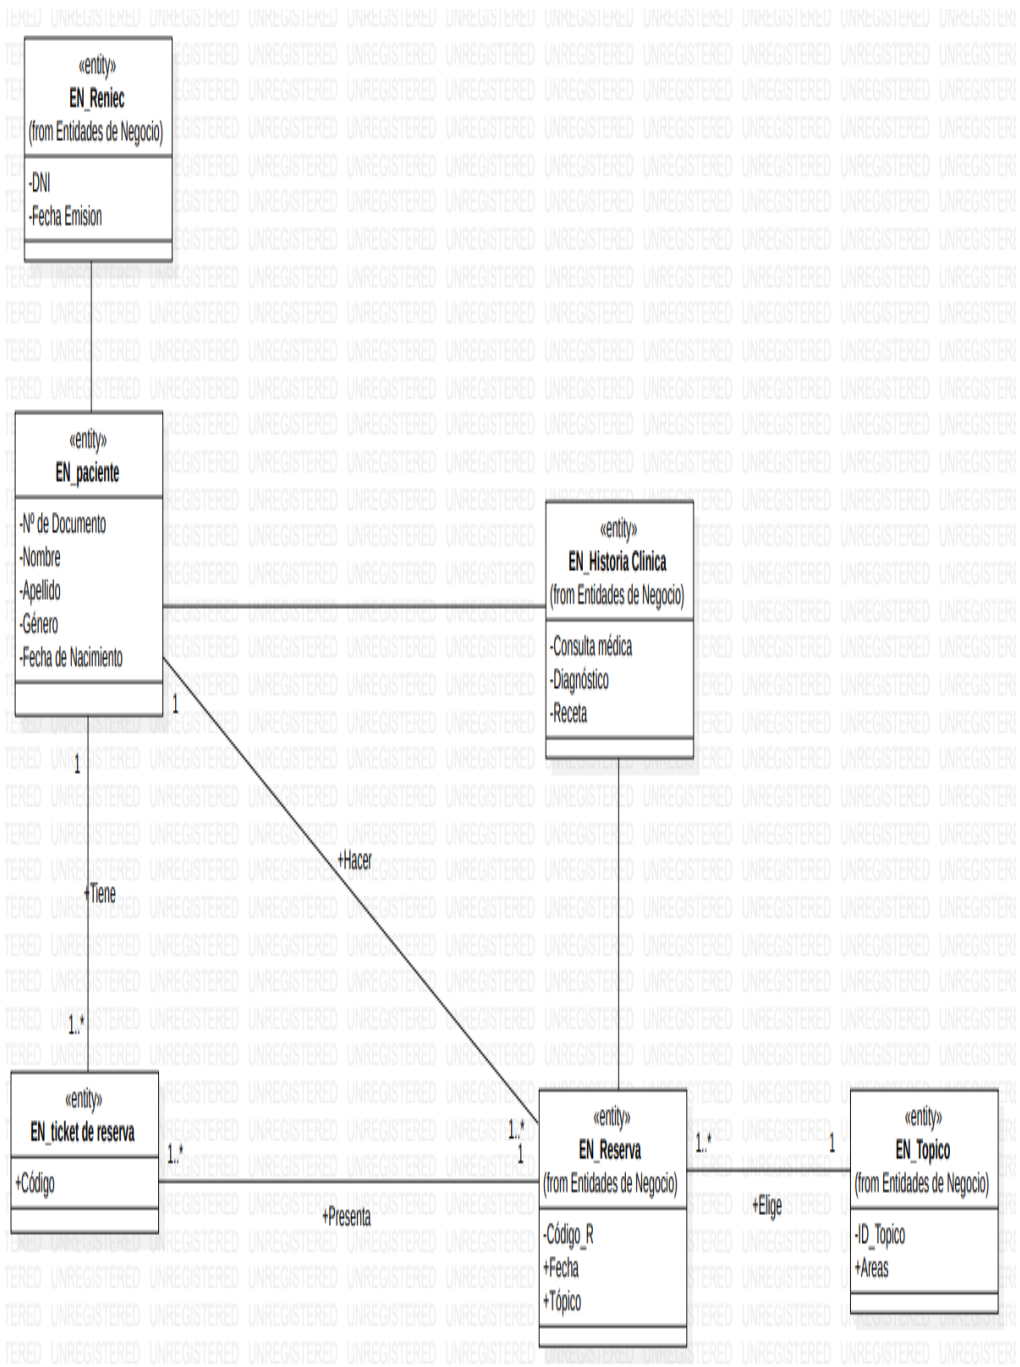 «entity»
EN_Reniec
(from Entidades de Negocio)
-DNI
-Fecha Emision
«entity»
EN_paciente
-Nº de Documento
-Nombre
-Apellido
-Género
-Fecha de Nacimiento
«entity»
EN_Historia Clinica
(from Entidades de Negocio)
-Consulta médica
-Diagnóstico
-Receta
1
1
+Hacer
+Tiene
1..*
«entity»
EN_ticket de reserva
+Código
1..*
+Presenta
1..*
1
«entity»
EN_Reserva
(from Entidades de Negocio)
-Código_R
+Fecha
+Tópico
1..*
1
+Elige
«entity»
EN_Topico
(from Entidades de Negocio)
-ID_Topico
+Areas
UNREGISTERED